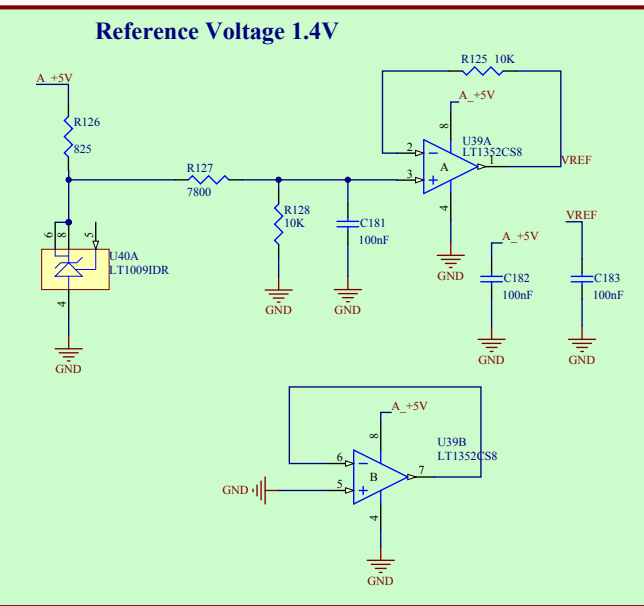 Reference Voltage 1.4V
R125 10K
A_+5V
A_+5V
R126
825
8
U39A
LT1352CS8
2
A
1
VREF
R127
7800
3
R128
10K
C181
100nF
4
VREF
6
8
5
U40A
LT1009IDR
A_+5V
GND
C182
100nF
C183
100nF
4
GND
GND
GND
GND
GND
A_+5V
8
U39B
LT1352CS8
6
B
7
GND
5
4
GND